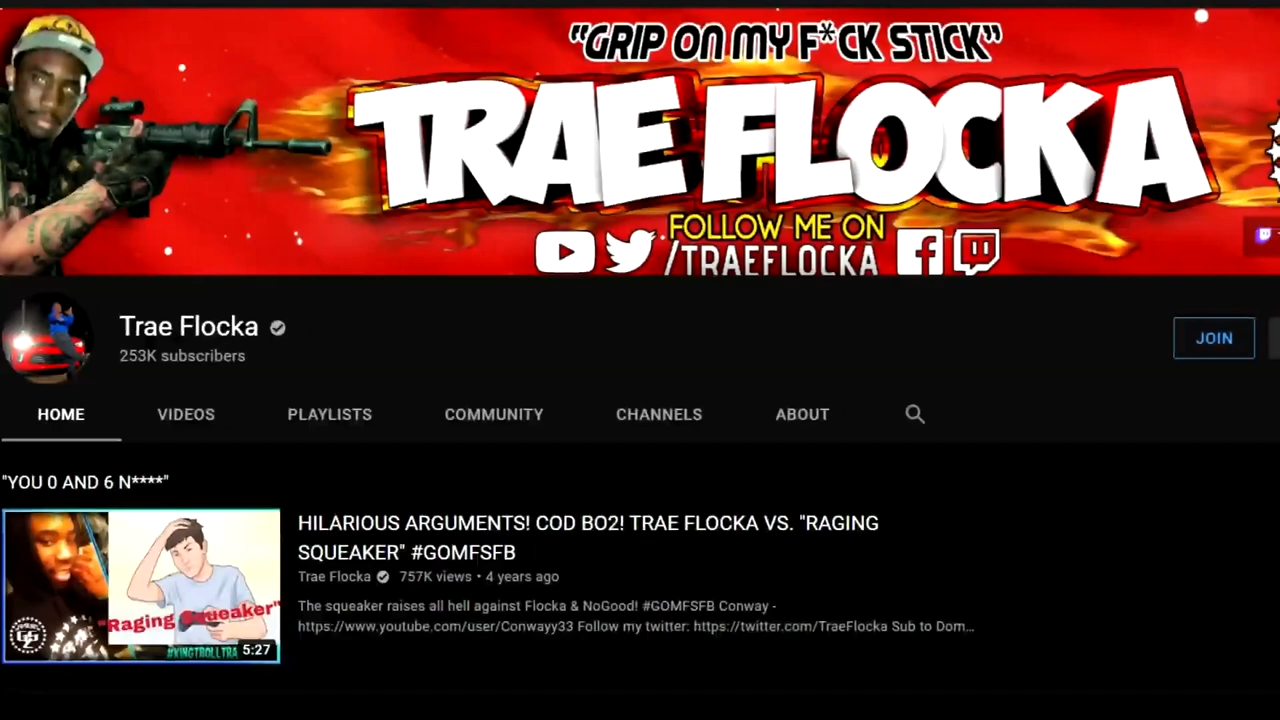 "GRIP ON MY F*CK STICK"
TRAE FLOCKA
FOLLOW ME ON
/TRAEFLOCKA
Trae Flocka
253K subscribers
JOIN
HOME VIDEOS PLAYLISTS COMMUNITY CHANNELS ABOUT
"YOU 0 AND 6 N****"
HILARIOUS ARGUMENTS! COD BO2! TRAE FLOCKA VS. "RAGING
SQUEAKER" #GOMFSFB
Trae Flocka 757K views • 4 years ago
The squeaker raises all hell against Flocka & NoGood! #GOMFSFB Conway -
https://www.youtube.com/user/Conwayy33 Follow my twitter: https://twitter.com/TraeFlocka Sub to Dom...
"Raging Squeaker"
#KINGTROLLTRA 5:27